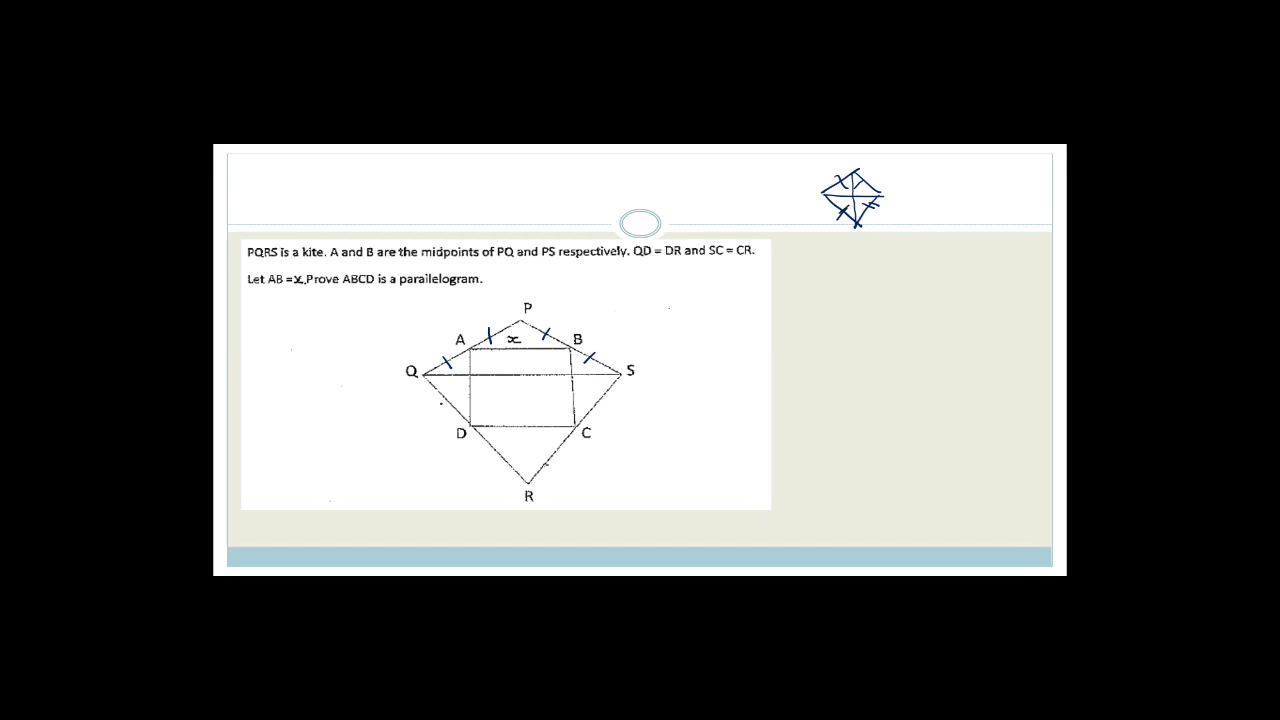 PQRS is a kite. A and B are the midpoints of PQ and PS respectively. QD = DR and SC = CR.
Let AB = x. Prove ABCD is a parallelogram.
P
A x B
Q S
D C
R